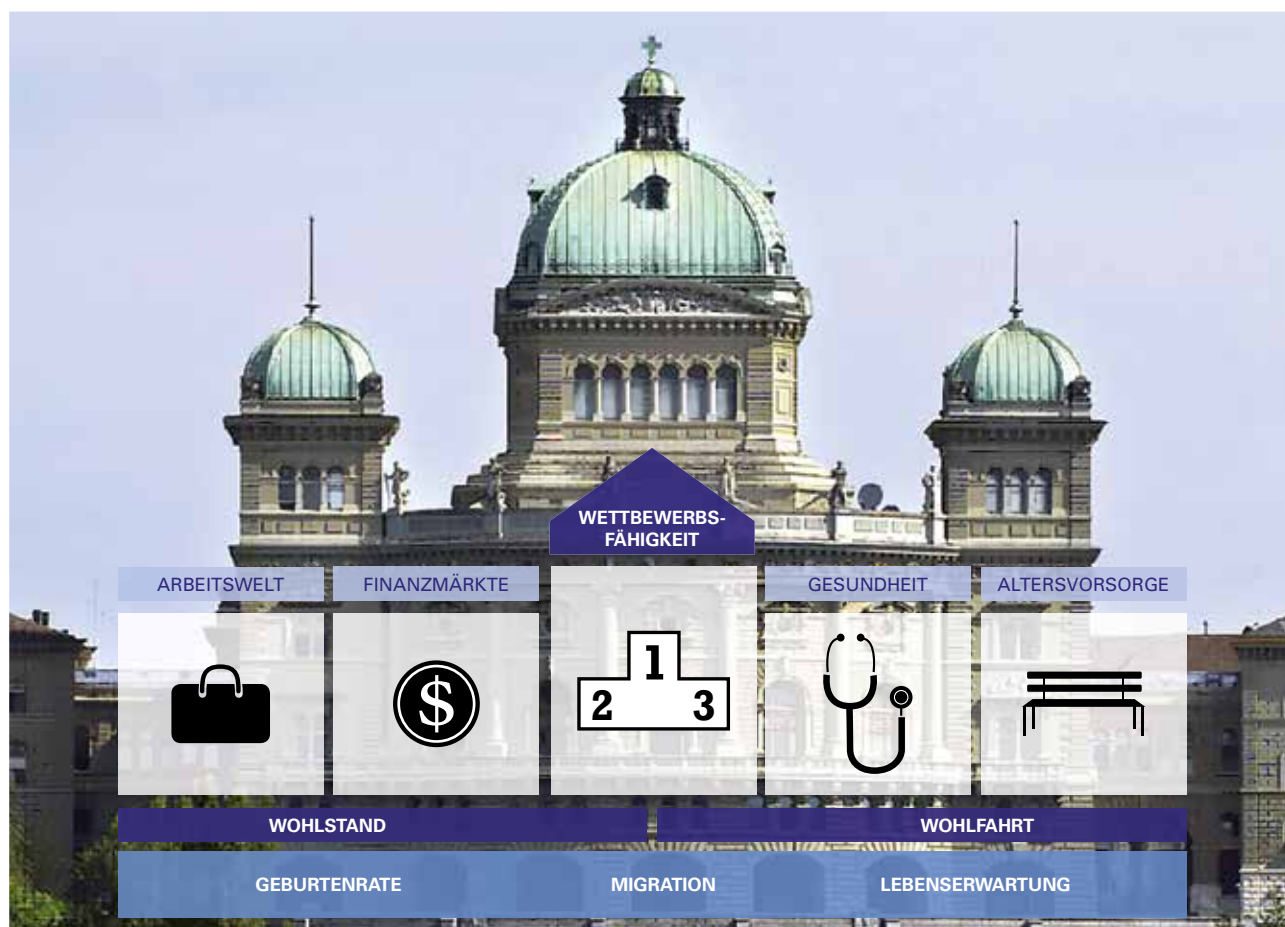 WETTBEWERBS-
FÄHIGKEIT
ARBEITSWELT
FINANZMÄRKTE
GESUNDHEIT
ALTERSVORSORGE
$
1
2
3
WOHLSTAND
WOHLFAHRT
GEBURTENRATE
MIGRATION
LEBENSERWARTUNG